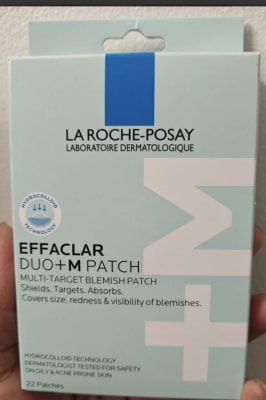 LA ROCHE-POSAY
LABORATOIRE DERMATOLOGIQUE
HYDROCOLLOID
TECHNOLOGY
EFFACLAR
DUO+M PATCH
MULTI-TARGET BLEMISH PATCH
Shields. Targets. Absorbs.
Covers size, redness & visibility of blemishes.
HYDROCOLLOID TECHNOLOGY
DERMATOLOGIST TESTED FOR SAFETY
ON OILY & ACNE PRONE SKIN
22 Patches
+M